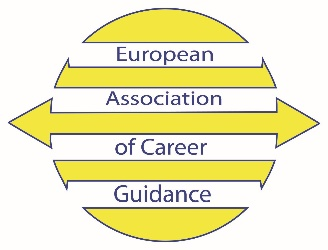 European
Association
of Career
Guidance